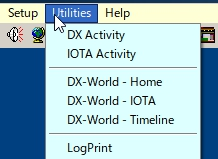 Setup Utilities Help
DX Activity
IOTA Activity
DX-World - Home
DX-World - IOTA
DX-World - Timeline
LogPrint